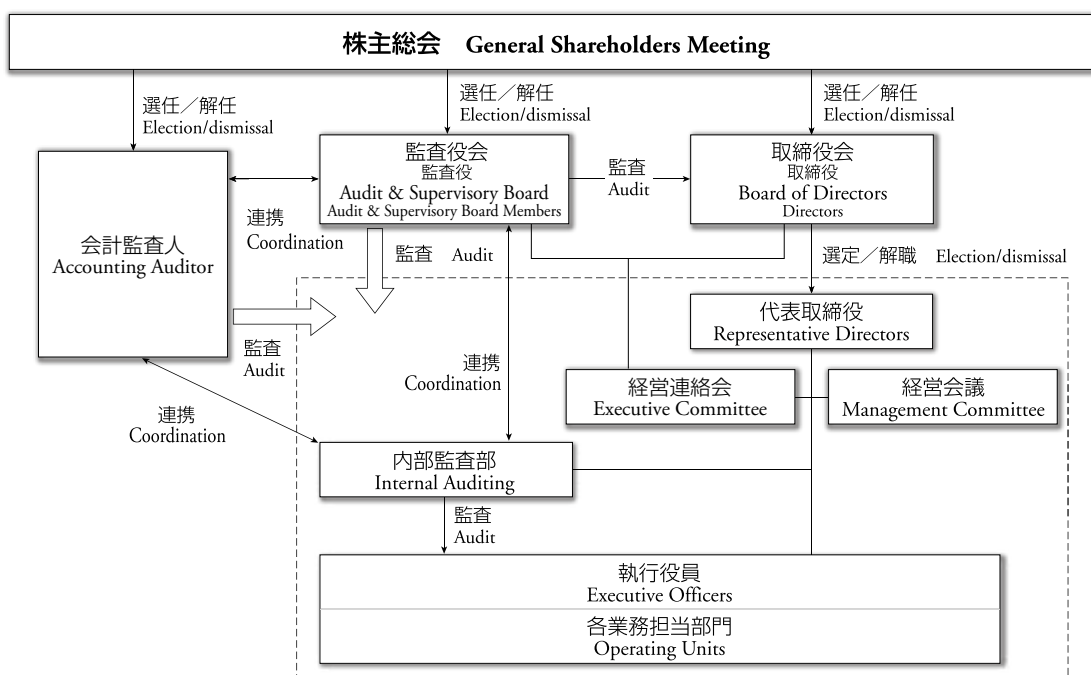 株主総会 General Shareholders Meeting
選任／解任
Election/dismissal
選任／解任
Election/dismissal
選任／解任
Election/dismissal
監査役会
監査役
Audit & Supervisory Board
Audit & Supervisory Board Members
監査
Audit
取締役会
取締役
Board of Directors
Directors
会計監査人
Accounting Auditor
連携
Coordination
監査 Audit
選定／解職 Election/dismissal
代表取締役
Representative Directors
監査
Audit
連携
Coordination
経営連絡会
Executive Committee
経営会議
Management Committee
連携
Coordination
内部監査部
Internal Auditing
監査
Audit
執行役員
Executive Officers
各業務担当部門
Operating Units